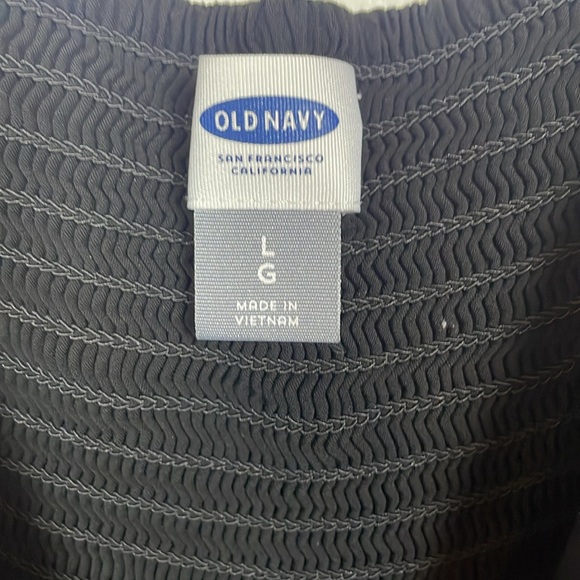 OLD NAVY
SAN FRANCISCO
CALIFORNIA
L
G
MADE IN
VIETNAM